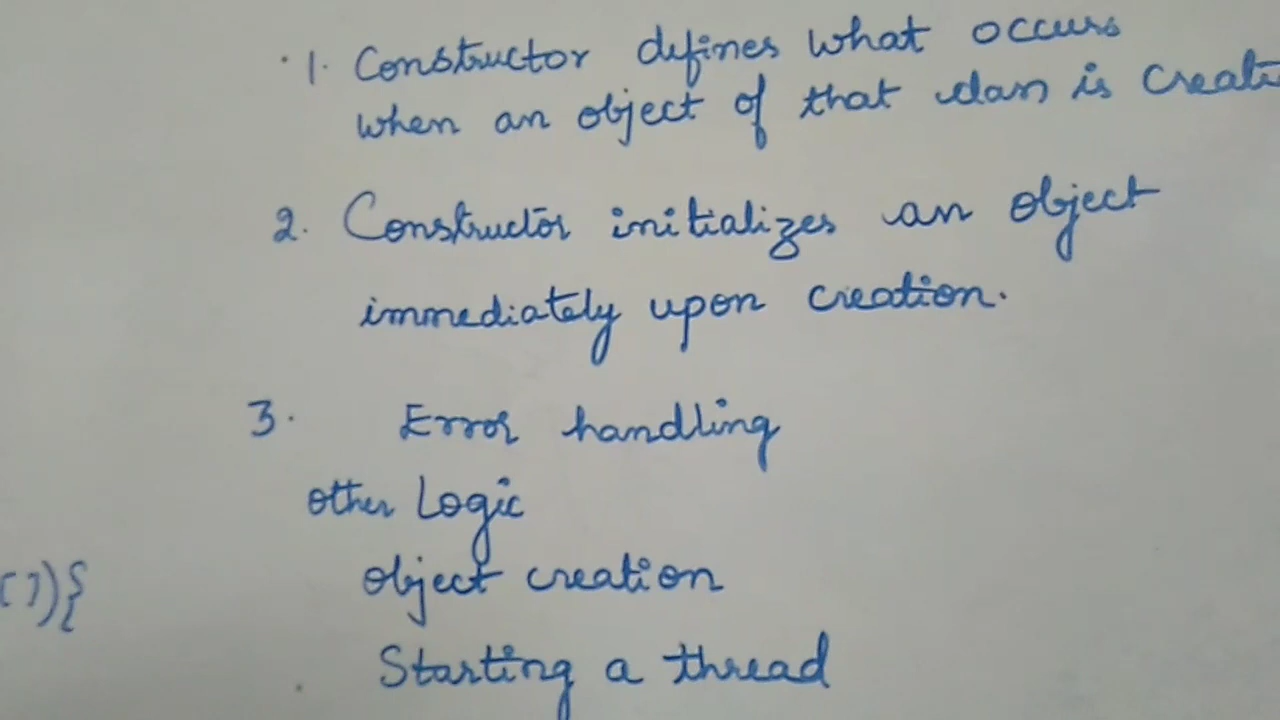 1. Constructor defines what occurs
when an object of that class is creati
2. Constructor initializes an object
immediately upon creation.
3. Error handling
other Logic
object creation
[]){
Starting a thread